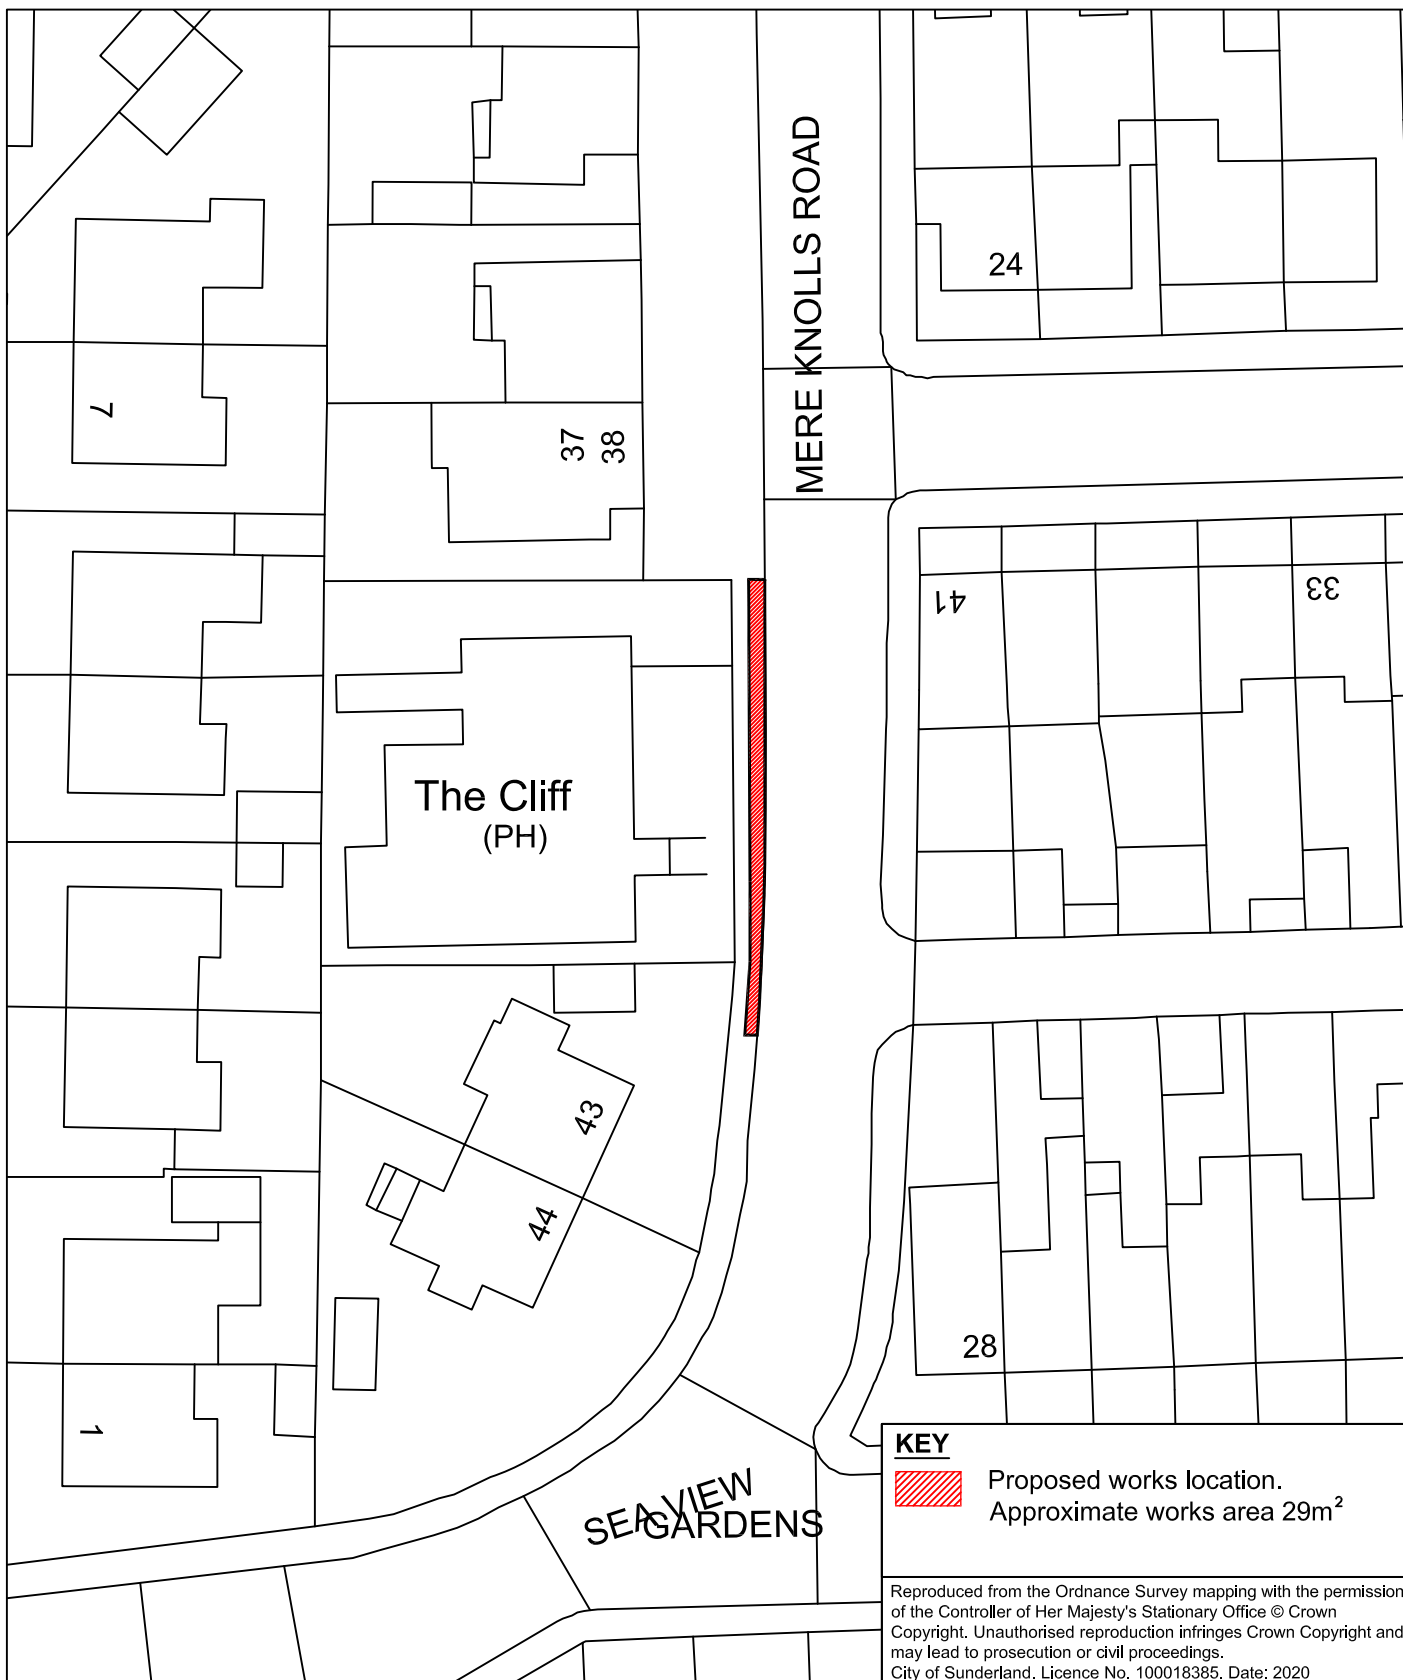 MERE KNOLLS ROAD
24
7
37
38
41
33
The Cliff
(PH)
43
44
28
1
SEA VIEW
GARDENS
KEY
Proposed works location.
Approximate works area 29m²
Reproduced from the Ordnance Survey mapping with the permission
of the Controller of Her Majesty's Stationary Office © Crown
Copyright. Unauthorised reproduction infringes Crown Copyright and
may lead to prosecution or civil proceedings.
City of Sunderland. Licence No. 100018385. Date: 2020